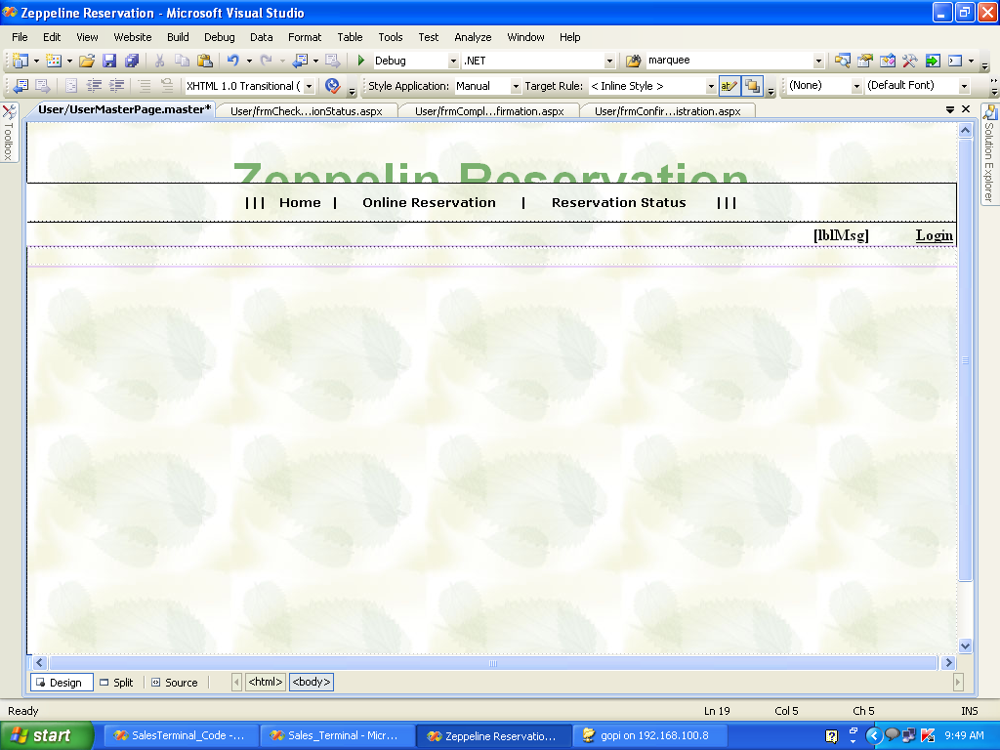 Zeppeline Reservation - Microsoft Visual Studio
File Edit View Website Build Debug Data Format Table Tools Test Analyze Window Help
Debug .NET marquee
XHTML 1.0 Transitional ( Style Application: Manual Target Rule: < Inline Style > (None) (Default Font)
User/UserMasterPage.master* User/frmCheck...ionStatus.aspx User/frmCompl...firmation.aspx User/frmConfir...istration.aspx
Toolbox
Solution Explorer
Zeppelin Reservation
||| Home | Online Reservation | Reservation Status |||
[lblMsg] Login
Design Split Source <html> <body>
Ready Ln 19 Col 5 Ch 5 INS
start SalesTerminal_Code -... Sales_Terminal - Micr... Zeppeline Reservatio... gopi on 192.168.100.8 9:49 AM